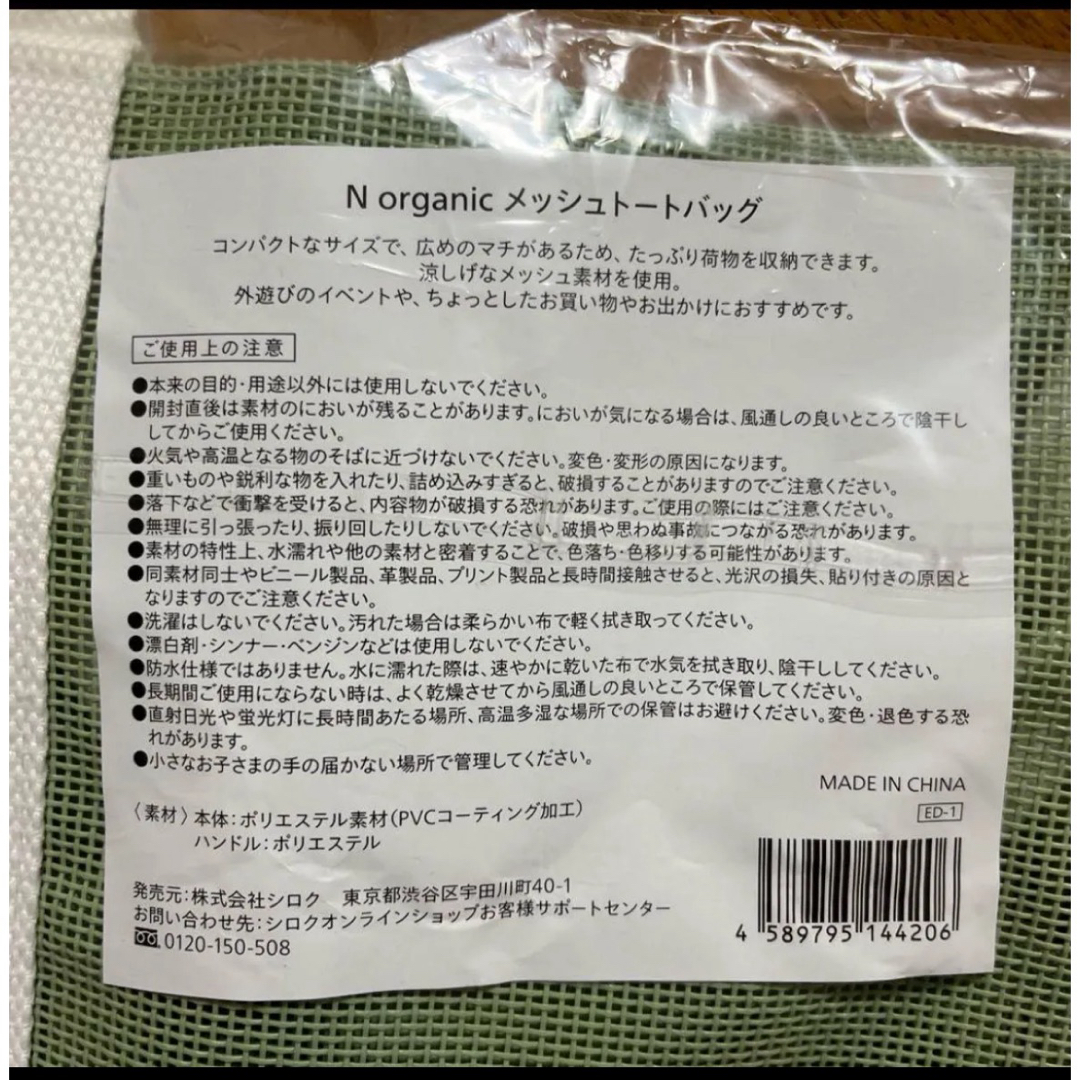 N organic メッシュトートバッグ
コンパクトなサイズで、広めのマチがあるため、たっぷり荷物を収納できます。
涼しげなメッシュ素材を使用。
外遊びのイベントや、ちょっとしたお買い物やお出かけにおすすめです。
ご使用上の注意
●本来の目的・用途以外には使用しないでください。
●開封直後は素材のにおいが残ることがあります。においが気になる場合は、風通しの良いところで陰干し
してからご使用ください。
●火気や高温となる物のそばに近づけないでください。変色・変形の原因になります。
●重いものや鋭利な物を入れたり、詰め込みすぎると、破損することがありますのでご注意ください。
●落下などで衝撃を受けると、内容物が破損する恐れがあります。ご使用の際にはご注意ください。
●無理に引っ張ったり、振り回したりしないでください。破損や思わぬ事故につながる恐れがあります。
●素材の特性上、水濡れや他の素材と密着することで、色落ち・色移りする可能性があります。
●同素材同士やビニール製品、革製品、プリント製品と長時間接触させると、光沢の損失、貼り付きの原因と
なりますのでご注意ください。
●洗濯はしないでください。汚れた場合は柔らかい布で軽く拭き取ってください。
●漂白剤・シンナー・ベンジンなどは使用しないでください。
●防水仕様ではありません。水に濡れた際は、速やかに乾いた布で水気を拭き取り、陰干ししてください。
●長期間ご使用にならない時は、よく乾燥させてから風通しの良いところで保管してください。
●直射日光や蛍光灯に長時間あたる場所、高温多湿な場所での保管はお避けください。変色・退色する恐
れがあります。
●小さなお子さまの手の届かない場所で管理してください。
MADE IN CHINA
ED-1
〈素材〉本体：ポリエステル素材（PVCコーティング加工）
ハンドル：ポリエステル
発売元：株式会社シロク 東京都渋谷区宇田川町40-1
お問い合わせ先：シロクオンラインショップお客様サポートセンター
0120-150-508
4 589795 144206